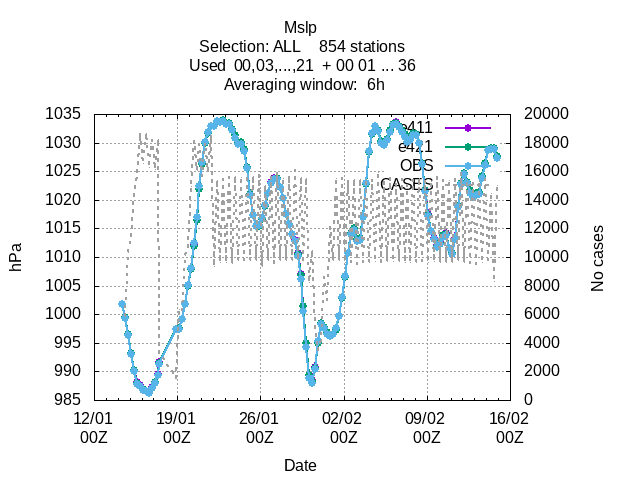 Mslp
Selection: ALL 854 stations
Used 00,03,...,21 + 00 01 ... 36
Averaging window: 6h
1035
1030
1025
1020
1015
1010
1005
1000
995
990
985
hPa
20000
18000
16000
14000
12000
10000
8000
6000
4000
2000
0
No cases
e411
e421
OBS
CASES
12/01 19/01 26/01 02/02 09/02 16/02
00Z 00Z 00Z 00Z 00Z 00Z
Date